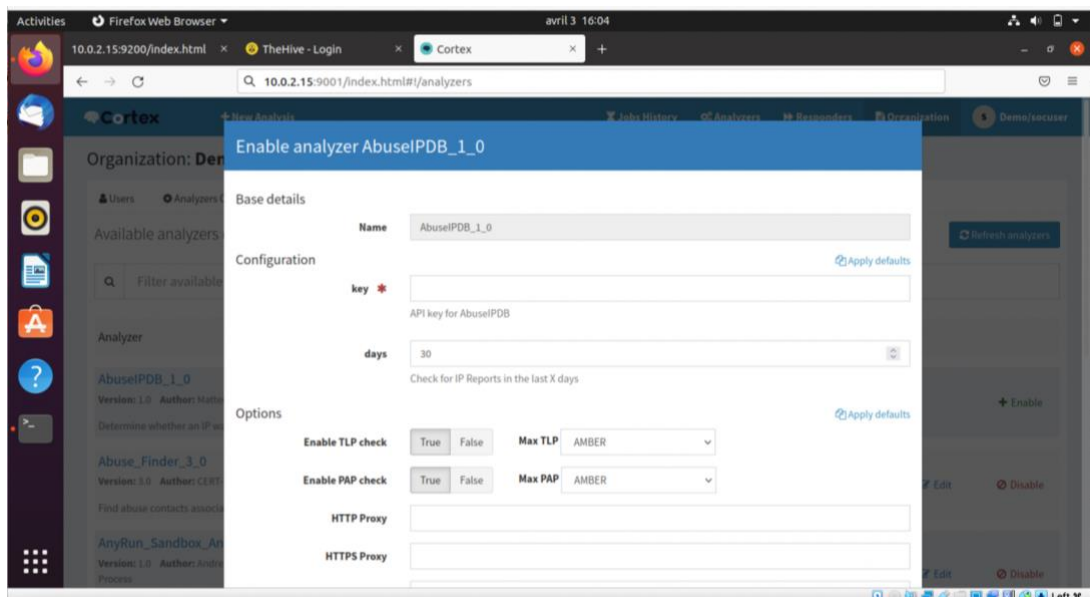 Activities Firefox Web Browser avril 3 16:04
10.0.2.15:9200/index.html × TheHive - Login × Cortex × +
10.0.2.15:9001/index.html#!/analyzers
Cortex + New Analysis Jobs History Analyzers Responders Organization Demo/socuser
Enable analyzer AbuseIPDB_1_0
Organization: Den
Users Analyzers C
Base details
Available analyzers
Refresh analyzers
Name AbuseIPDB_1_0
Configuration Apply defaults
Filter available
key *
API key for AbuseIPDB
Analyzer
days 30
Check for IP Reports in the last X days
AbuseIPDB_1_0
Version: 1.0 Author: Matte
+ Enable
Determine whether an IP wa
Options Apply defaults
Enable TLP check True False Max TLP AMBER
Abuse_Finder_3_0
Version: 3.0 Author: CERT-
Edit Disable
Enable PAP check True False Max PAP AMBER
Find abuse contacts associa
HTTP Proxy
AnyRun_Sandbox_An
HTTPS Proxy
Version: 1.0 Author: Andre
Edit Disable
Process
Left ⌘